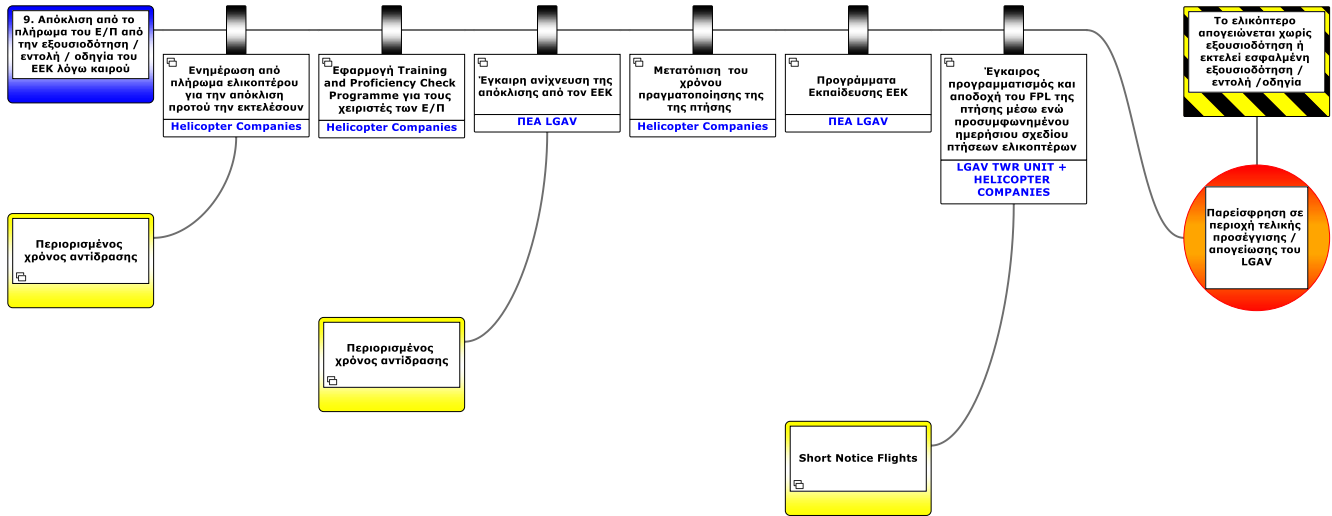 9. Απόκλιση από το
πλήρωμα του Ε/Π από
την εξουσιοδότηση /
εντολή / οδηγία του
ΕΕΚ λόγω καιρού
Ενημέρωση από
πλήρωμα ελικοπτέρου
για την απόκλιση
προτού την εκτελέσουν
Helicopter Companies
Εφαρμογή Training
and Proficiency Check
Programme για τους
χειριστές των Ε/Π
Helicopter Companies
Έγκαιρη ανίχνευση της
απόκλισης από τον ΕΕΚ
ΠΕΑ LGAV
Μετατόπιση του
χρόνου
πραγματοποίησης της
της πτήσης
Helicopter Companies
Προγράμματα
Εκπαίδευσης ΕΕΚ
ΠΕΑ LGAV
Έγκαιρος
προγραμματισμός και
αποδοχή του FPL της
πτήσης μέσω ενώ
προσυμφωνημένου
ημερήσιου σχεδίου
πτήσεων ελικοπτέρων
LGAV TWR UNIT +
HELICOPTER
COMPANIES
Το ελικόπτερο
απογειώνεται χωρίς
εξουσιοδότηση ή
εκτελεί εσφαλμένη
εξουσιοδότηση /
εντολή /οδηγία
Παρείσφρηση σε
περιοχή τελικής
προσέγγισης /
απογείωσης του
LGAV
Περιορισμένος
χρόνος αντίδρασης
Περιορισμένος
χρόνος αντίδρασης
Short Notice Flights